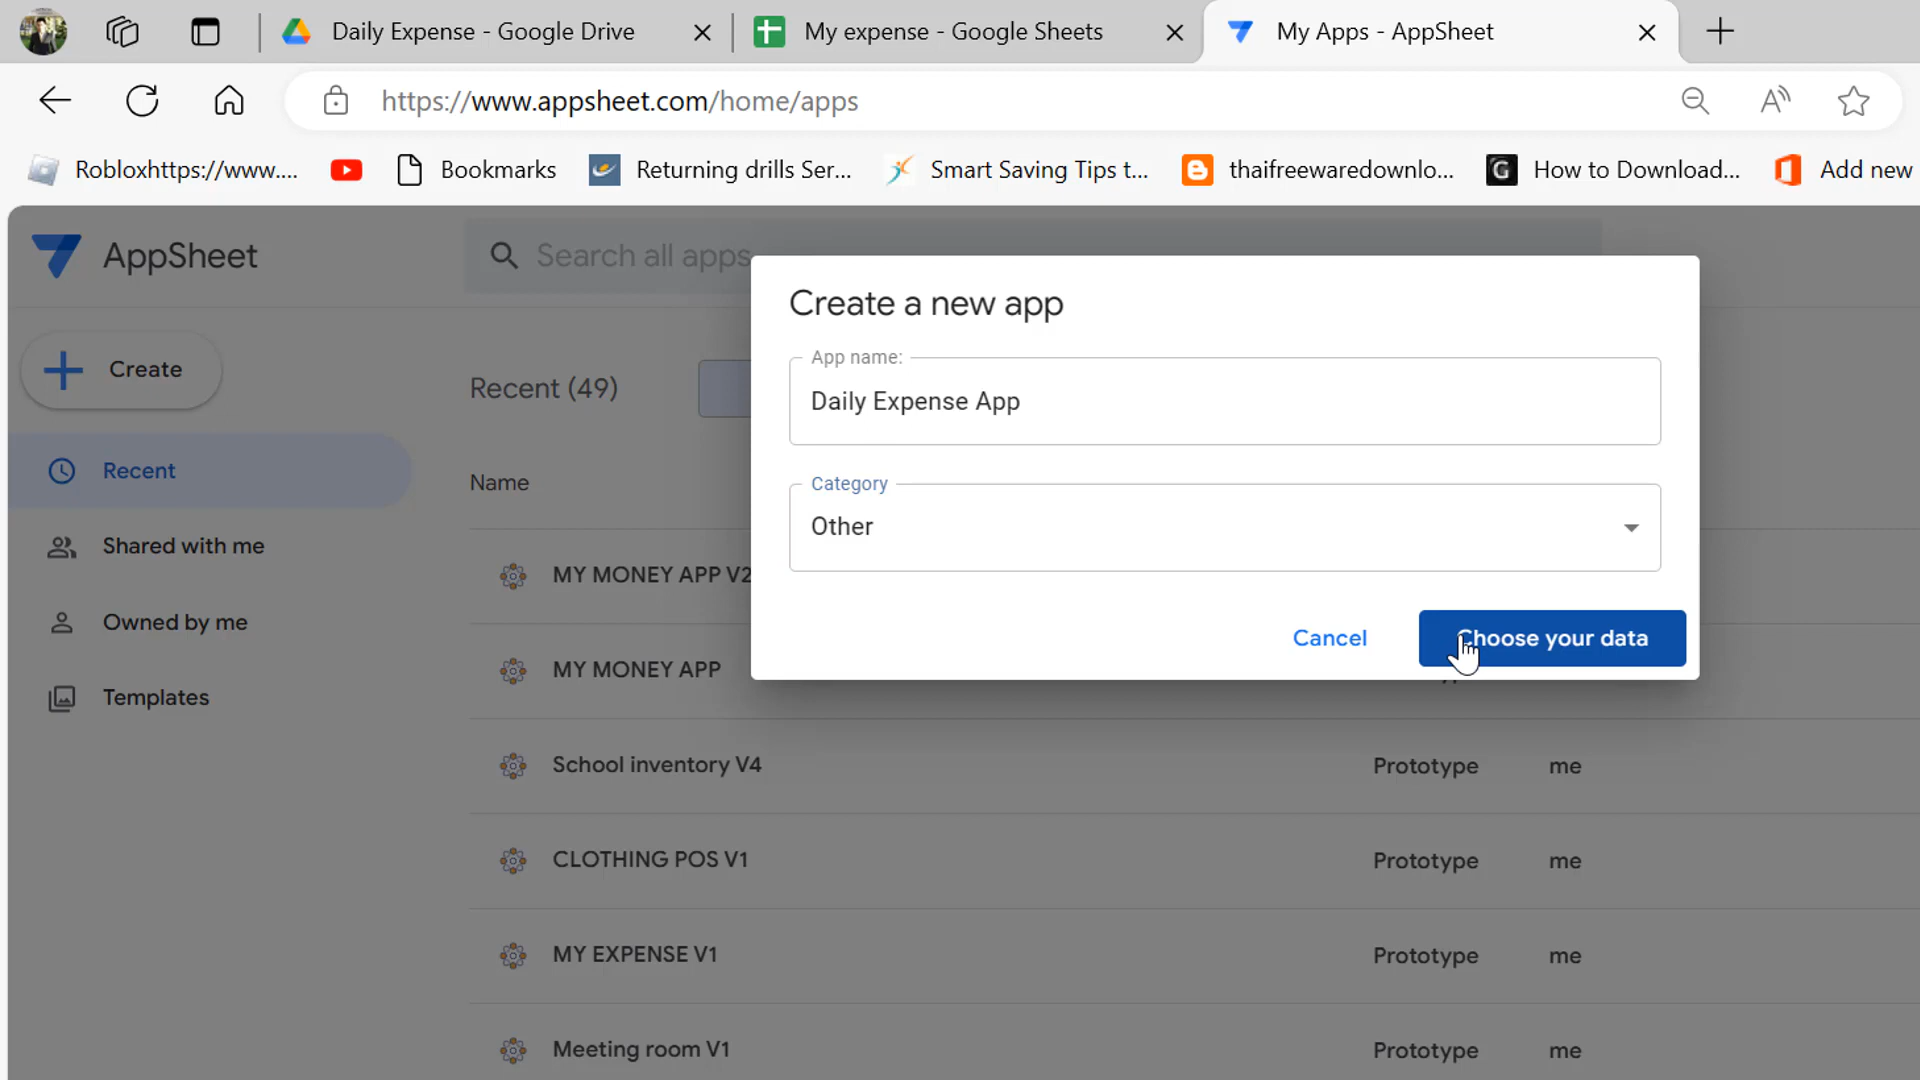 Daily Expense - Google Drive
My expense - Google Sheets
My Apps - AppSheet
https://www.appsheet.com/home/apps
Robloxhttps://www....
Bookmarks
Returning drills Ser...
Smart Saving Tips t...
thaifreewaredownlo...
How to Download...
Add new
AppSheet
Search all apps
Create
Recent
Shared with me
Owned by me
Templates
Recent (49)
Name
MY MONEY APP V2
MY MONEY APP
School inventory V4
Prototype
me
CLOTHING POS V1
Prototype
me
MY EXPENSE V1
Prototype
me
Meeting room V1
Prototype
me
Create a new app
App name:
Daily Expense App
Category
Other
Cancel
Choose your data